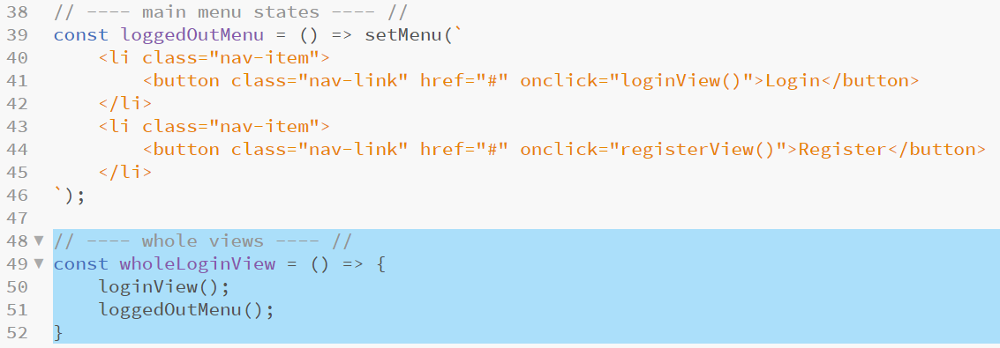 38 // ---- main menu states ---- //
39 const loggedOutMenu = () => setMenu(`
40     <li class="nav-item">
41         <button class="nav-link" href="#" onclick="loginView()">Login</button>
42     </li>
43     <li class="nav-item">
44         <button class="nav-link" href="#" onclick="registerView()">Register</button>
45     </li>
46 `);
47
48 // ---- whole views ---- //
49 const wholeLoginView = () => {
50     loginView();
51     loggedOutMenu();
52 }